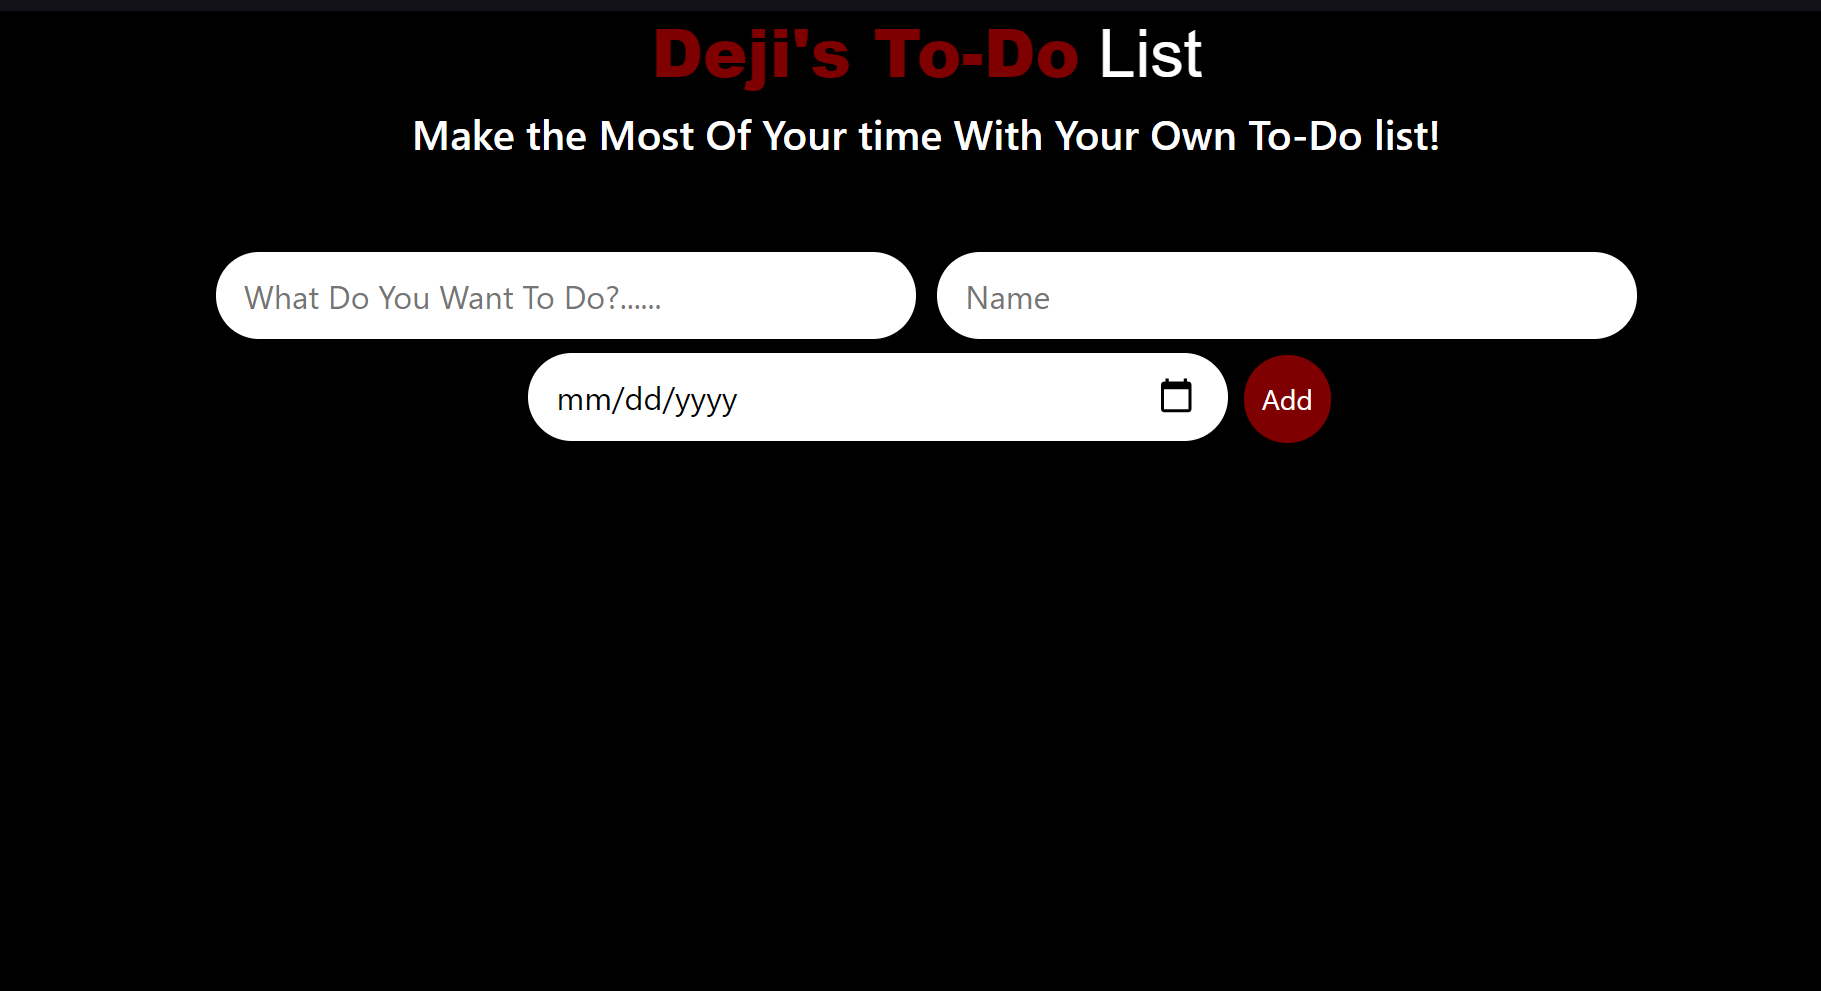 Deji's To-Do List
Make the Most Of Your time With Your Own To-Do list!
What Do You Want To Do?......
Name
mm/dd/yyyy
Add